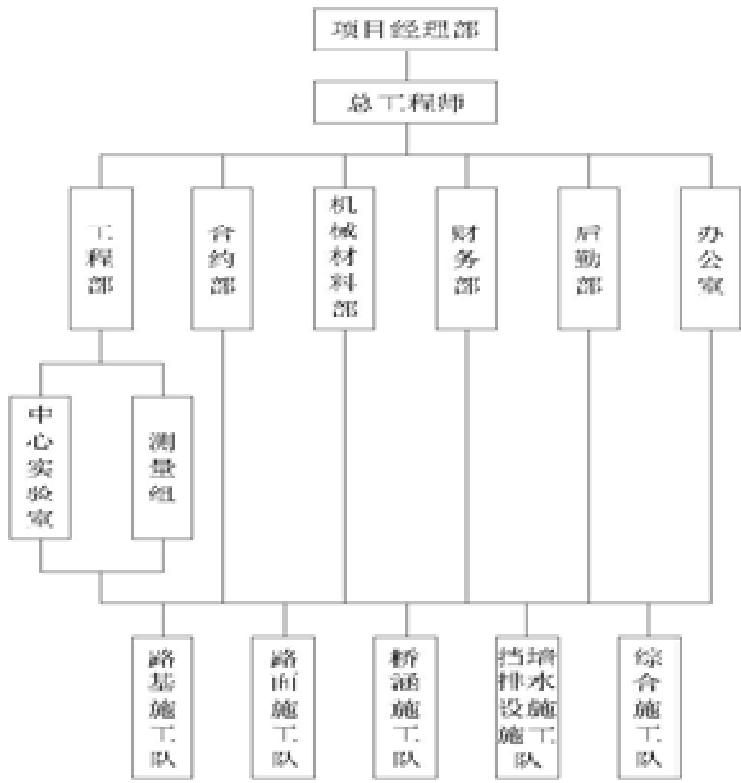 项目经理部
总工程师
工程部
合约部
机械材料部
财务部
后勤部
办公室
中心实验室
测量组
路基施工队
路面施工队
桥涵施工队
挡墙
排水
设施
施工
队
综合施工队